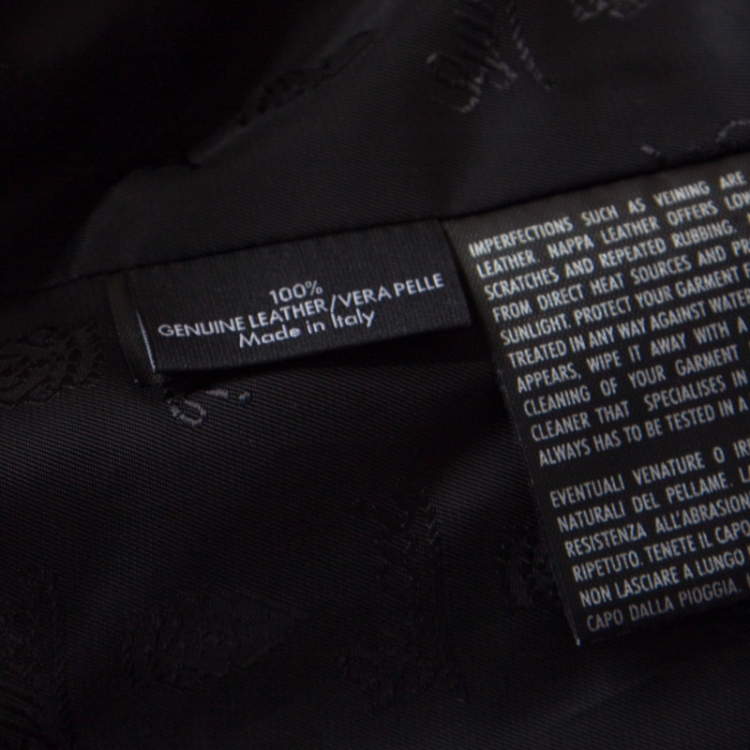 100%
GENUINE LEATHER/VERA PELLE
Made in Italy
IMPERFECTIONS SUCH AS VEINING ARE
LEATHER NAPPA LEATHER OFFERS LOW
SCRATCHES AND REPEATED RUBBING.
FROM DIRECT HEAT SOURCES AND
SUNLIGHT. PROTECT YOUR GARMENT
TREATED IN ANY WAY AGAINST WATER
APPEARS, WIPE IT AWAY WITH A
CLEANING OF YOUR GARMENT
CLEANER THAT SPECIALISES IN
ALWAYS HAS TO BE TESTED IN A
EVENTUALI VENATURE O
NATURALI DEL PELLAME.
RESISTENZA ALL'ABRASION
RIPETUTO. TENETE IL CAPO
NON LASCIARE A LUNGO
CAPO DALLA PIOGGIA.